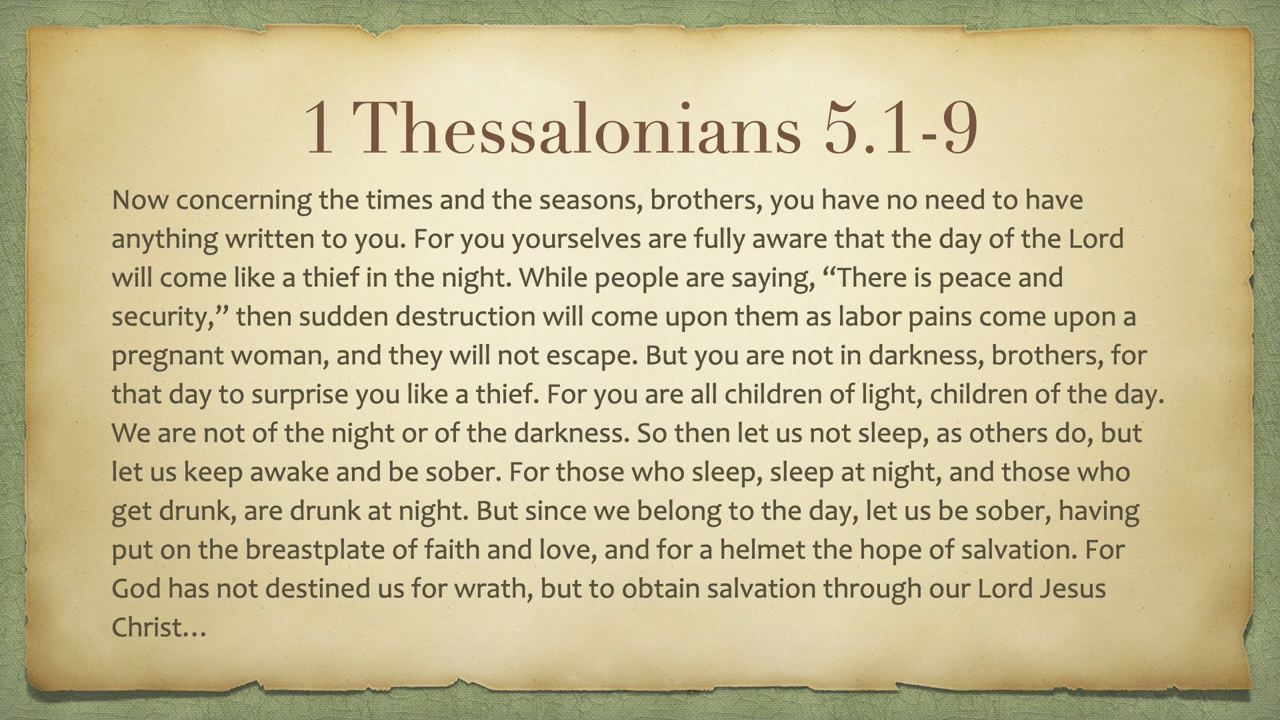 1 Thessalonians 5.1-9
Now concerning the times and the seasons, brothers, you have no need to have
anything written to you. For you yourselves are fully aware that the day of the Lord
will come like a thief in the night. While people are saying, “There is peace and
security,” then sudden destruction will come upon them as labor pains come upon a
pregnant woman, and they will not escape. But you are not in darkness, brothers, for
that day to surprise you like a thief. For you are all children of light, children of the day.
We are not of the night or of the darkness. So then let us not sleep, as others do, but
let us keep awake and be sober. For those who sleep, sleep at night, and those who
get drunk, are drunk at night. But since we belong to the day, let us be sober, having
put on the breastplate of faith and love, and for a helmet the hope of salvation. For
God has not destined us for wrath, but to obtain salvation through our Lord Jesus
Christ…